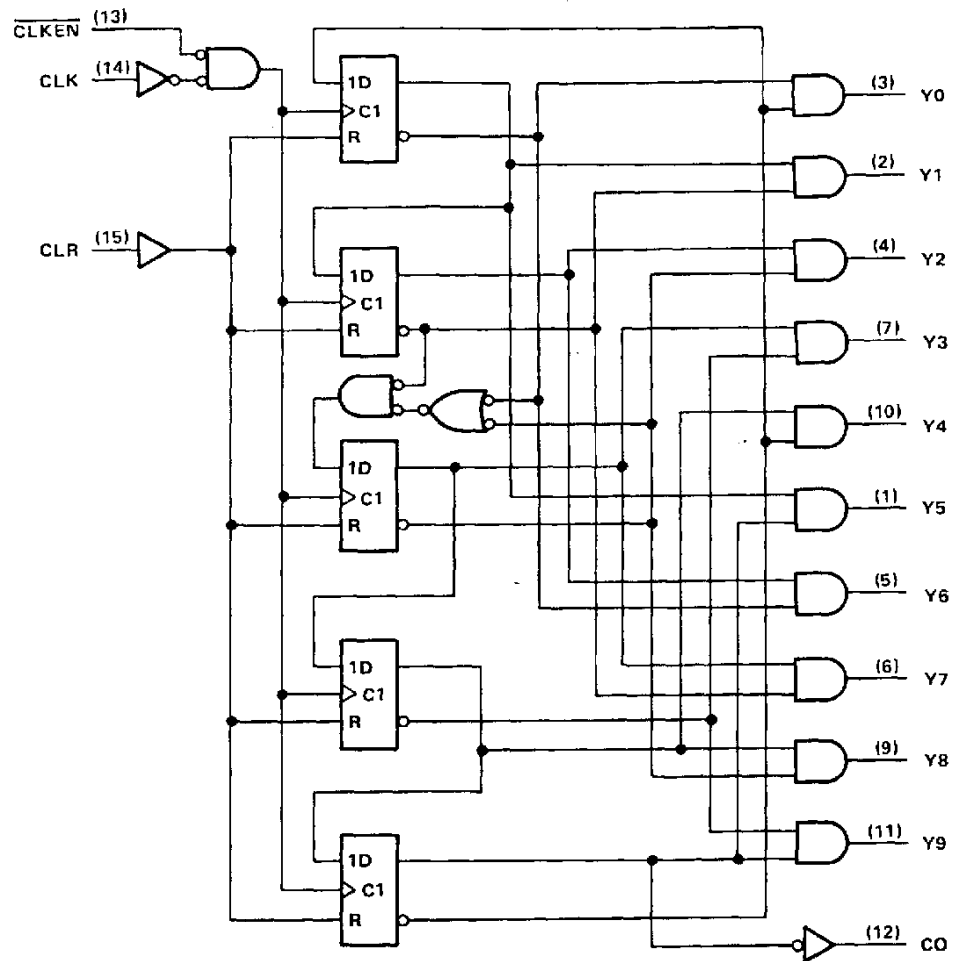 CLKEN (13)
CLK (14)
1D
C1
R
(3) Y0
(2) Y1
CLR (15)
1D
C1
R
(4) Y2
(7) Y3
(10) Y4
1D
C1
R
(1) Y5
(5) Y6
1D
C1
R
(6) Y7
(9) Y8
1D
C1
R
(11) Y9
(12) CO